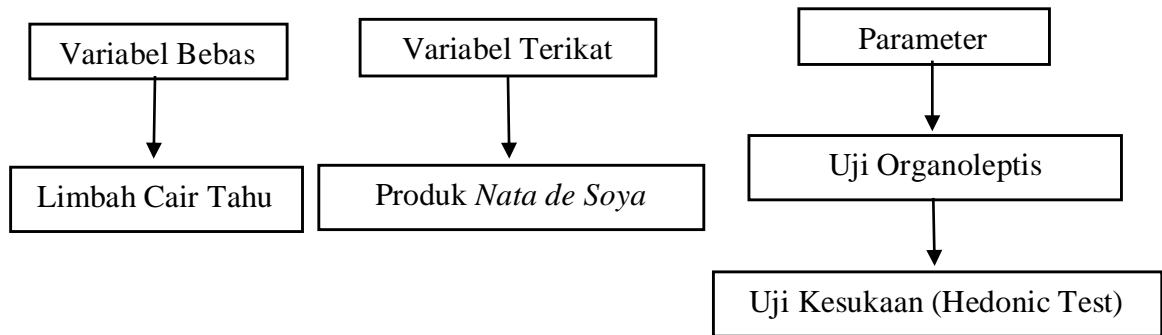 Variabel Bebas
Variabel Terikat
Parameter
Limbah Cair Tahu
Produk Nata de Soya
Uji Organoleptis
Uji Kesukaan (Hedonic Test)